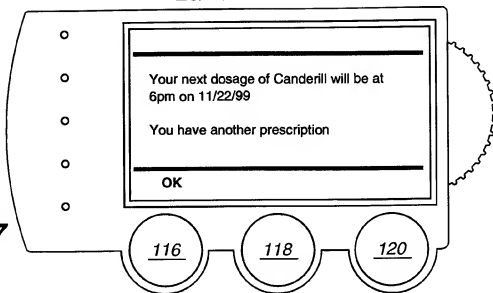 Your next dosage of Canderill will be at
6pm on 11/22/99
You have another prescription
OK
116 118 120